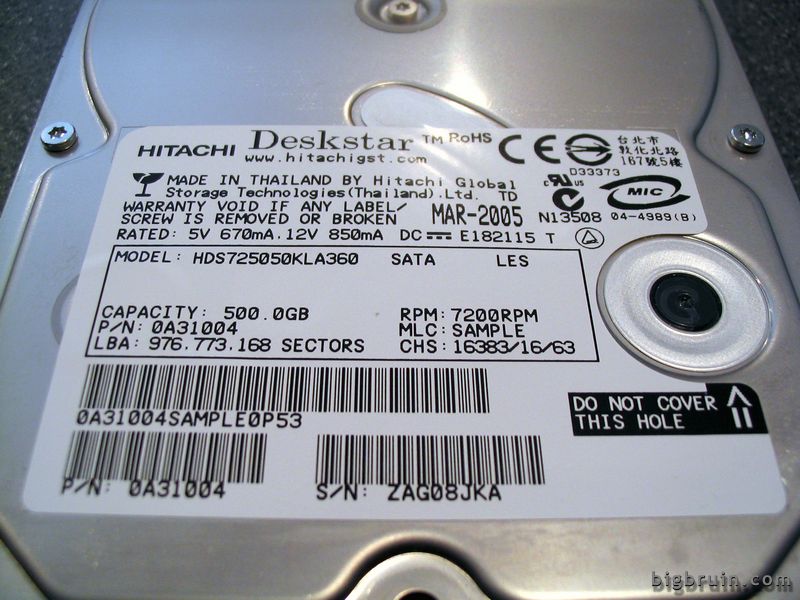 HITACHI Deskstar TM RoHS CE
www.hitachigst.com
台北市
敦化北路
167號5樓
D33373
MADE IN THAILAND BY Hitachi Global
Storage Technologies(Thailand).Ltd. TD
c UR US
MIC
WARRANTY VOID IF ANY LABEL/
SCREW IS REMOVED OR BROKEN
MAR-2005 N13508 04-4989(B)
RATED: 5V 670mA.12V 850mA DC E182115 T
MODEL: HDS725050KLA360 SATA LES
CAPACITY: 500.0GB RPM: 7200RPM
P/N: 0A31004 MLC: SAMPLE
LBA: 976.773.168 SECTORS CHS: 16383/16/63
0A31004SAMPLE0P53
DO NOT COVER
THIS HOLE
P/N: 0A31004 S/N: ZAG08JKA
bigbruin.com